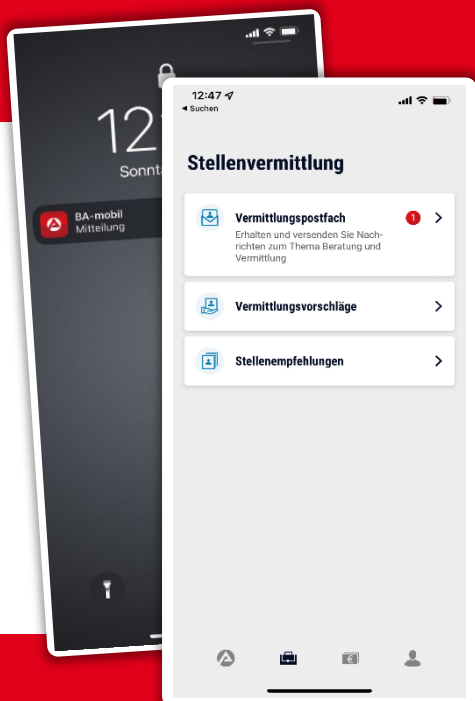 12:
Sonnt
BA-mobil
Mitteilung
12:47
Suchen
Stellenvermittlung
Vermittlungspostfach
1
Erhalten und versenden Sie Nach-
richten zum Thema Beratung und
Vermittlung
Vermittlungsvorschläge
Stellenempfehlungen